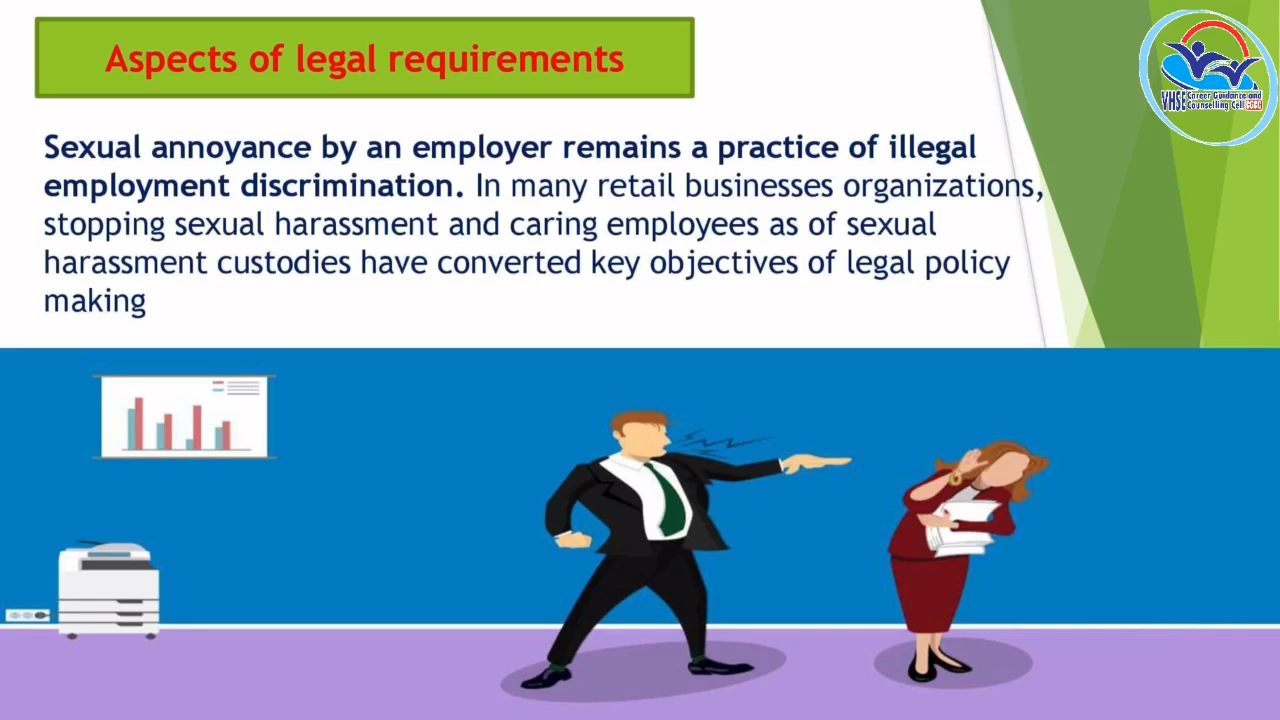 Aspects of legal requirements
VHSE Career Guidance and
Counselling Cell CGCC
Sexual annoyance by an employer remains a practice of illegal
employment discrimination. In many retail businesses organizations,
stopping sexual harassment and caring employees as of sexual
harassment custodies have converted key objectives of legal policy
making